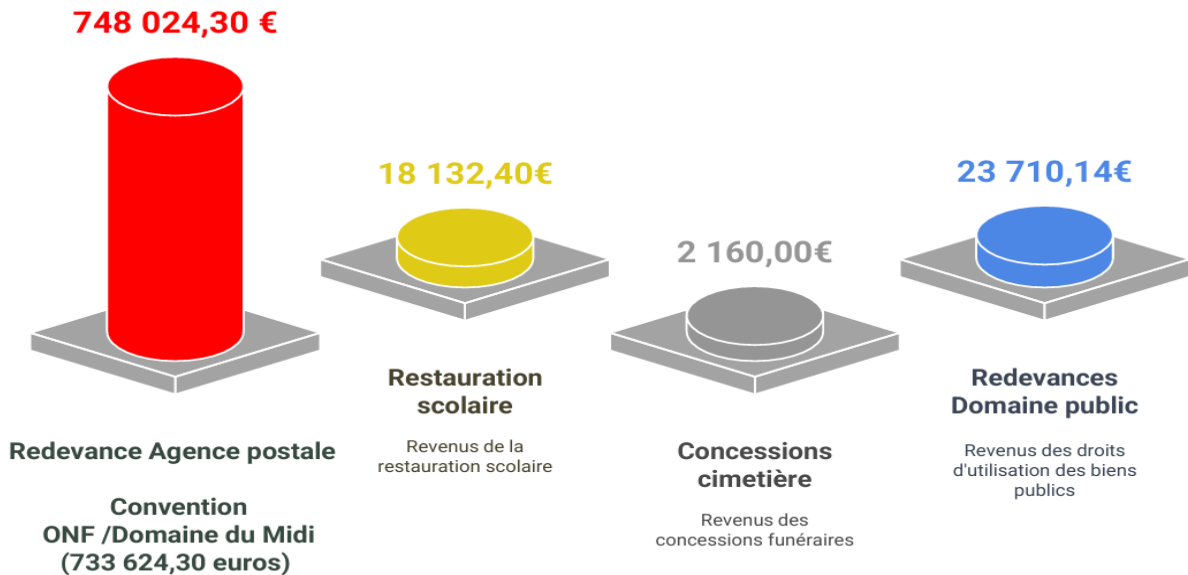 748 024,30 €
Redevance Agence postale
Convention
ONF /Domaine du Midi
(733 624,30 euros)
18 132,40€
Restauration
scolaire
Revenus de la
restauration scolaire
2 160,00€
Concessions
cimetière
Revenus des
concessions funéraires
23 710,14€
Redevances
Domaine public
Revenus des droits
d'utilisation des biens
publics